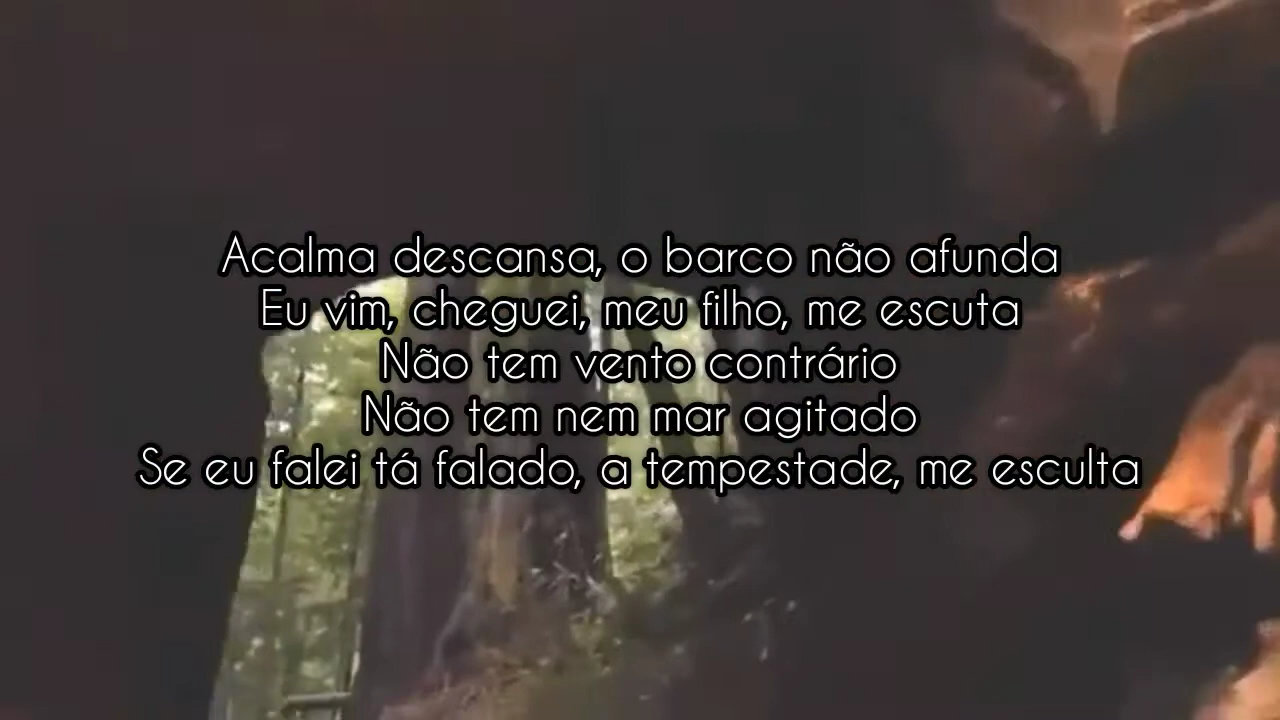 Acalma descansa, o barco não afunda
Eu vim, cheguei, meu filho, me escuta
Não tem vento contrário
Não tem nem mar agitado
Se eu falei tá falado, a tempestade, me esculta